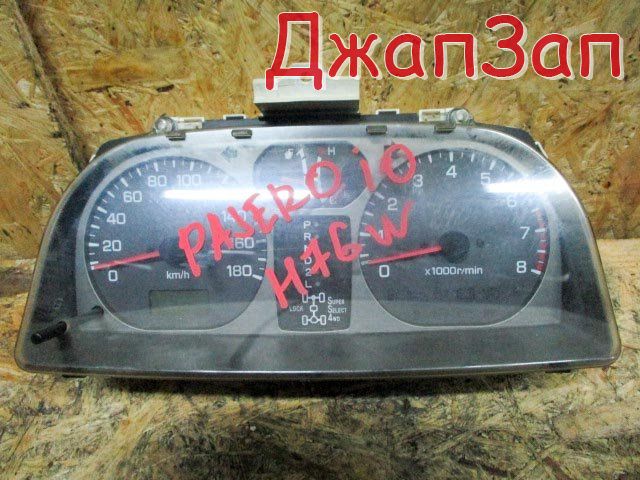 ДжапЗап
PAJERO iO
H76W
F H
E C
0 20 40 60 80 100 140 160 180
km/h
P
R
N
D
2
L
LOCK
SUPER
SELECT
4WD
0 1 2 3 4 5 6 7 8
x1000r/min